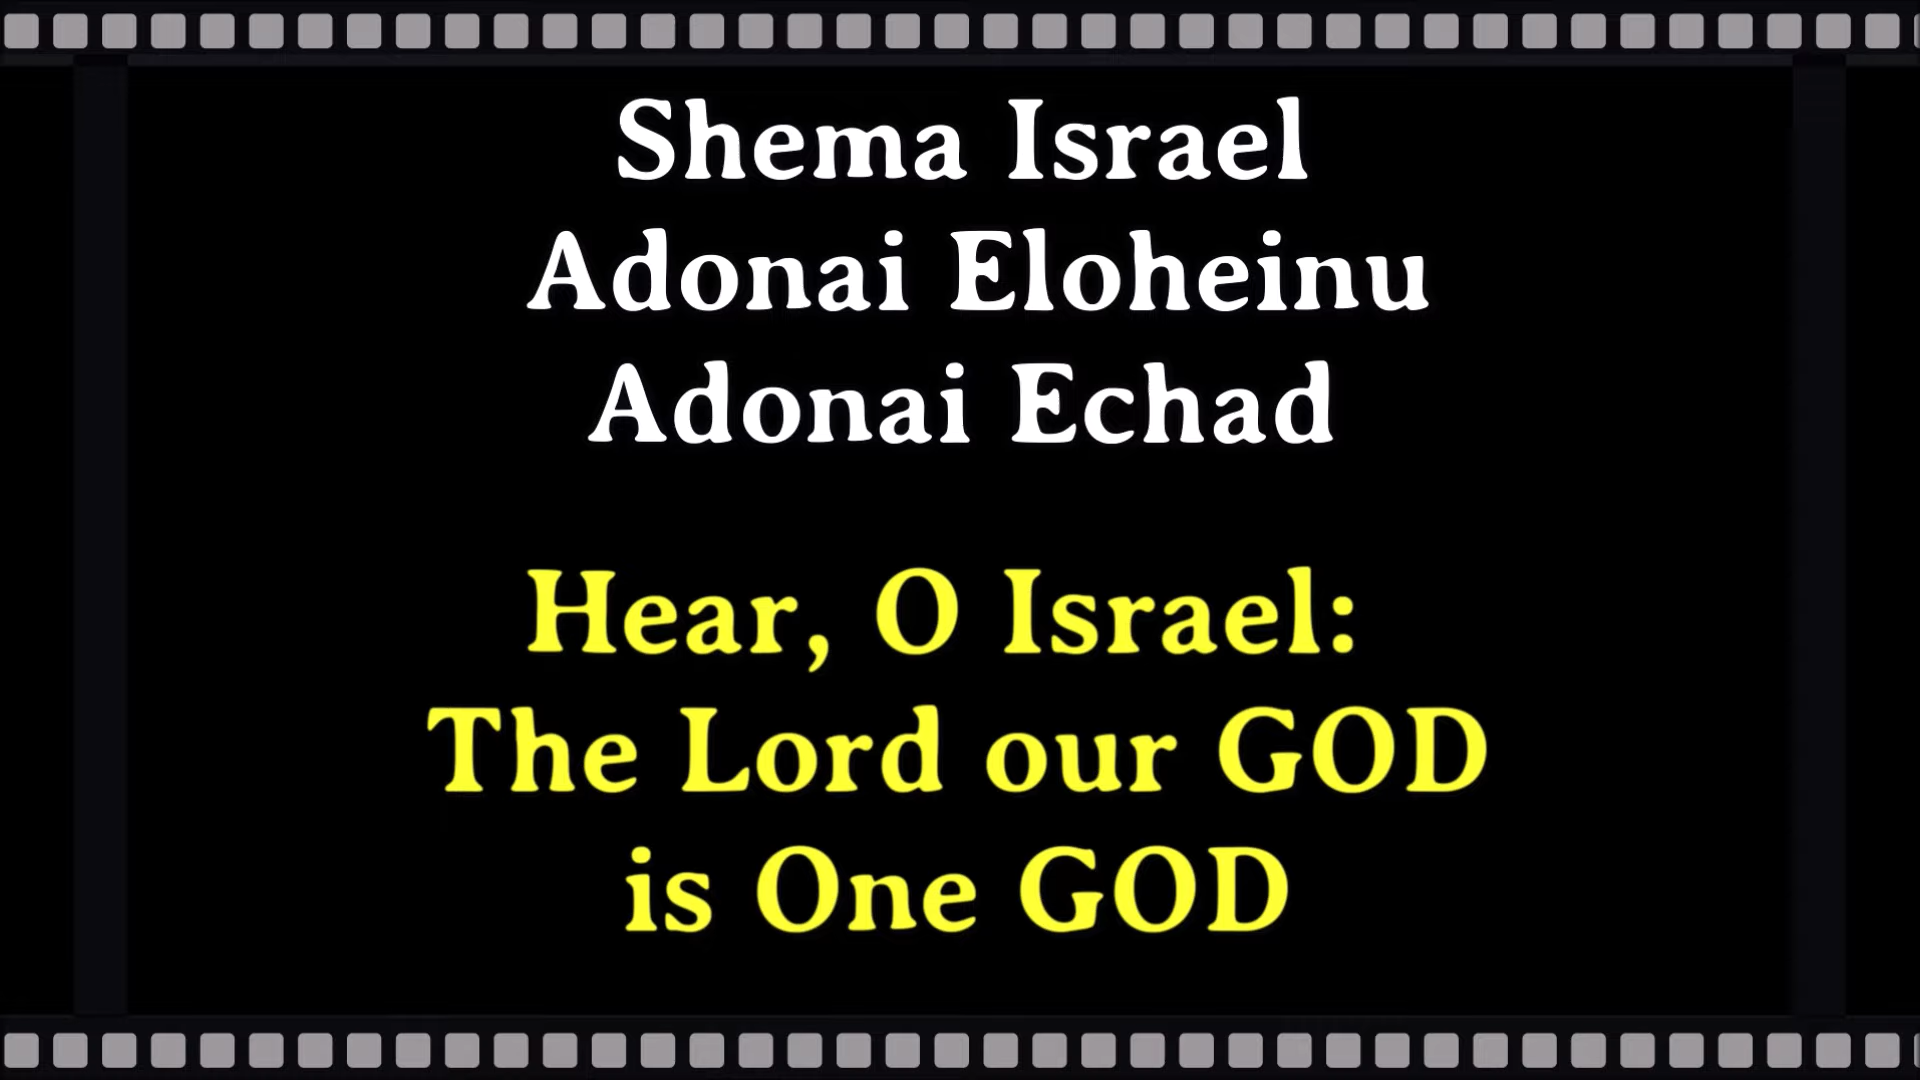 Shema Israel
Adonai Eloheinu
Adonai Echad
Hear, O Israel:
The Lord our GOD
is One GOD